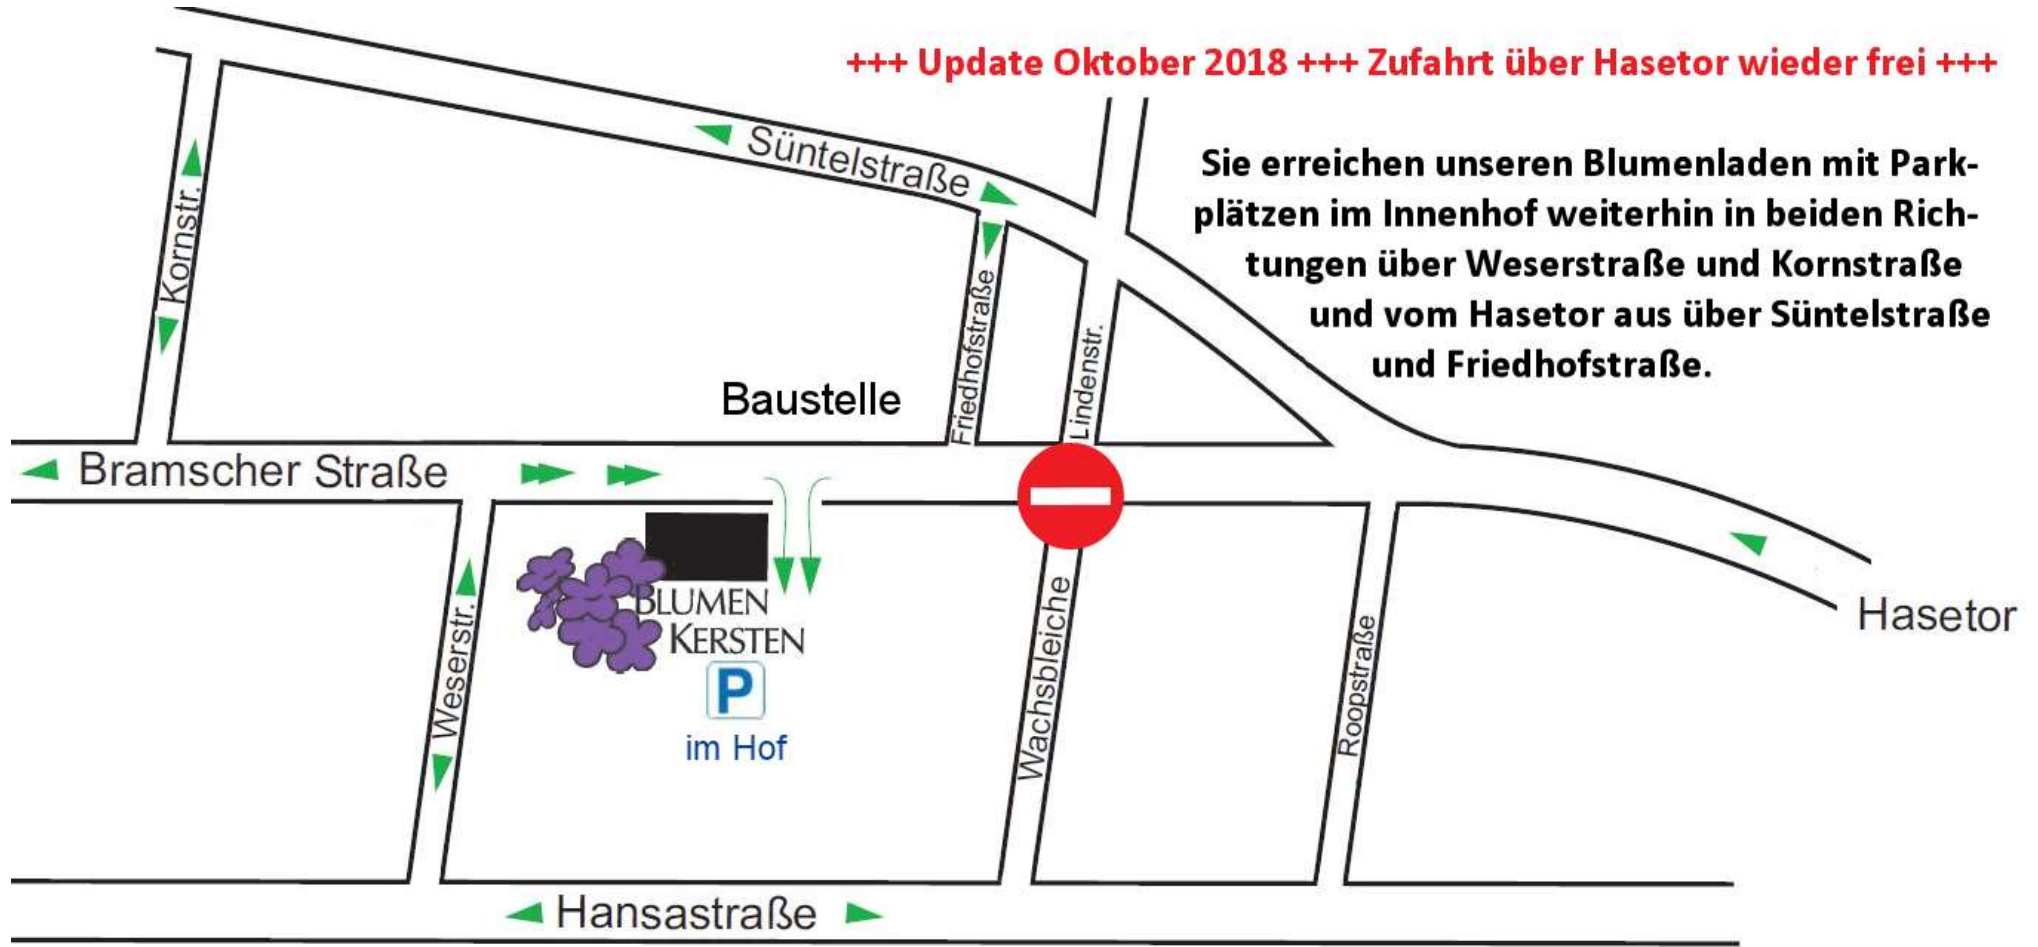 +++ Update Oktober 2018 +++ Zufahrt über Hasetor wieder frei +++
Sie erreichen unseren Blumenladen mit Park-
plätzen im Innenhof weiterhin in beiden Rich-
tungen über Weserstraße und Kornstraße
und vom Hasetor aus über Süntelstraße
und Friedhofstraße.
Süntelstraße
Kornstr.
Friedhofstraße
Lindenstr.
Baustelle
Bramscher Straße
Hasetor
Weserstr.
BLUMEN
KERSTEN
P
im Hof
Wachsbleiche
Roopstraße
Hansastraße